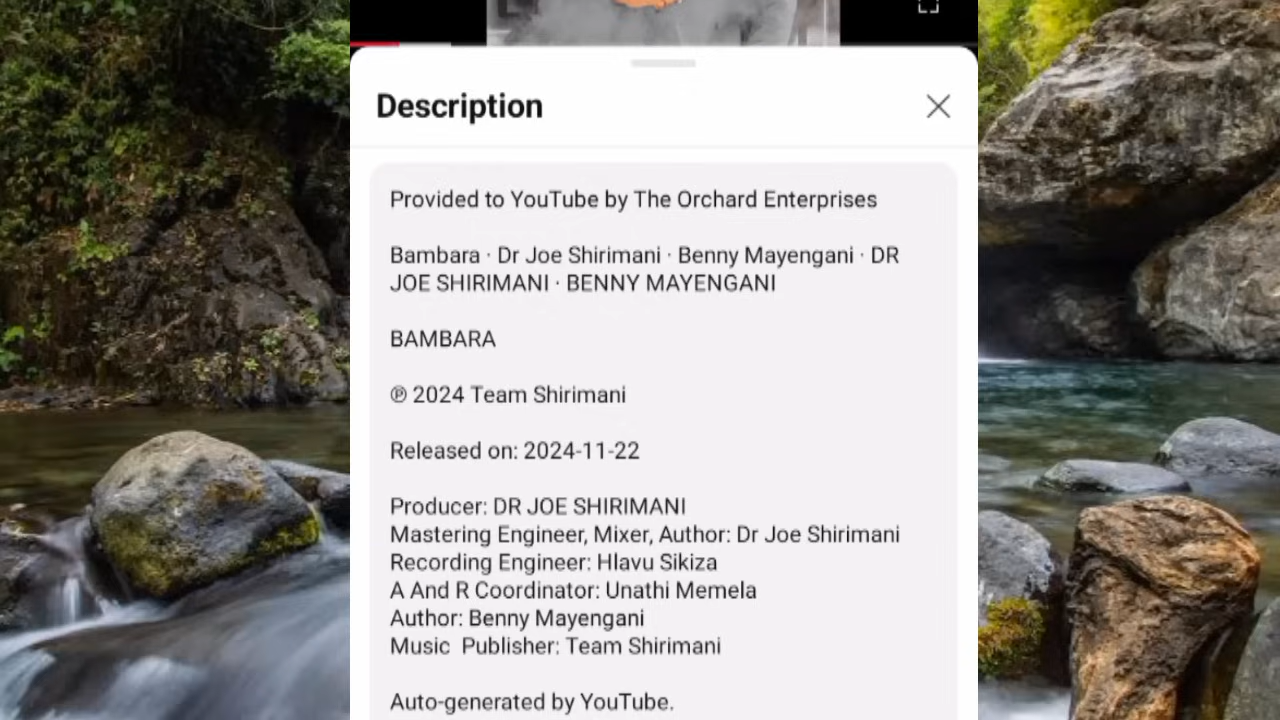 Description
Provided to YouTube by The Orchard Enterprises
Bambara · Dr Joe Shirimani · Benny Mayengani · DR
JOE SHIRIMANI · BENNY MAYENGANI
BAMBARA
℗ 2024 Team Shirimani
Released on: 2024-11-22
Producer: DR JOE SHIRIMANI
Mastering Engineer, Mixer, Author: Dr Joe Shirimani
Recording Engineer: Hlavu Sikiza
A And R Coordinator: Unathi Memela
Author: Benny Mayengani
Music  Publisher: Team Shirimani
Auto-generated by YouTube.